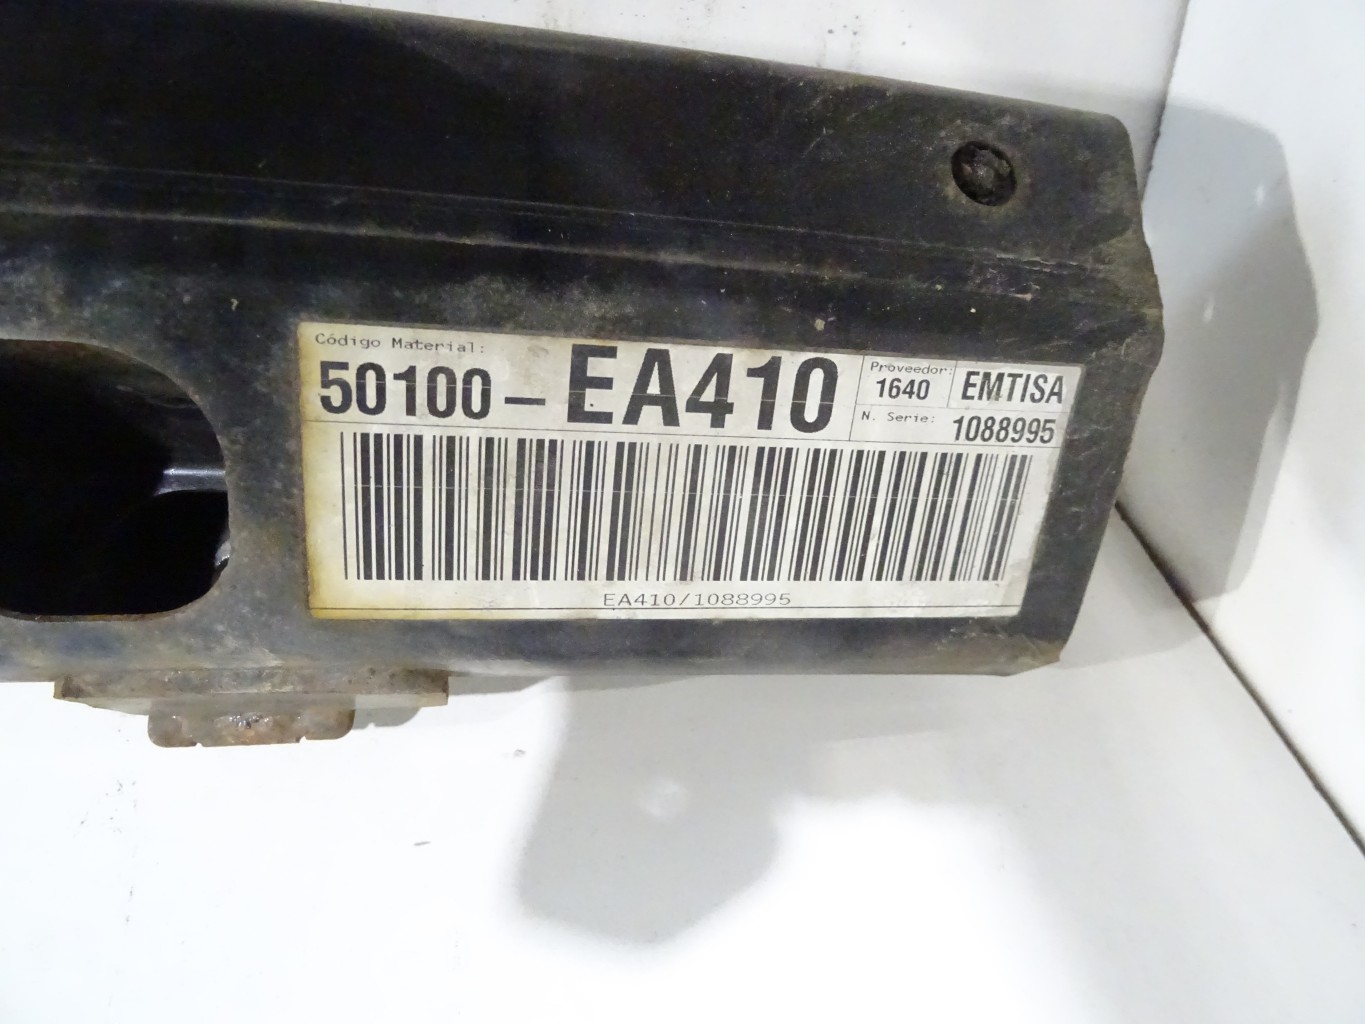 Código Material:
50100-EA410
Proveedor:
1640
EMTISA
N. Serie:
1088995
EA410/1088995